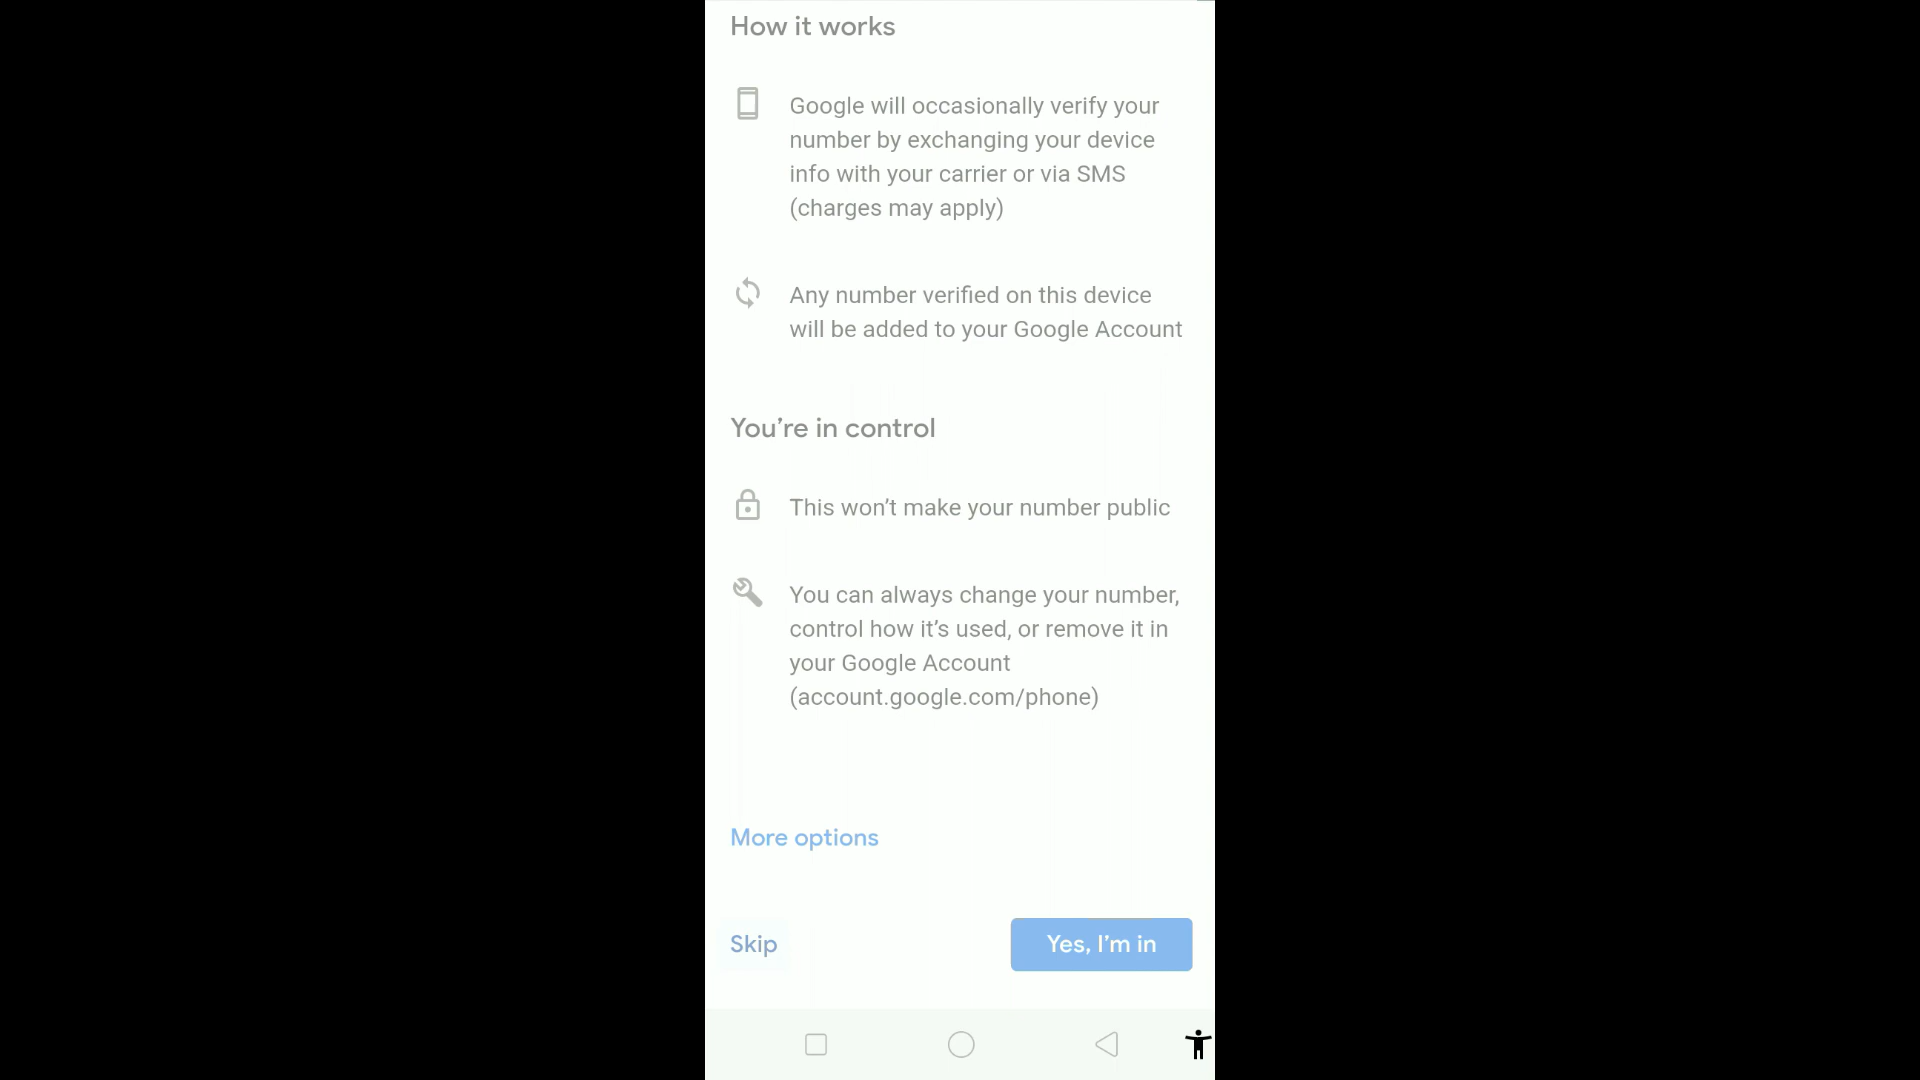 How it works
Google will occasionally verify your
number by exchanging your device
info with your carrier or via SMS
(charges may apply)
Any number verified on this device
will be added to your Google Account
You’re in control
This won’t make your number public
You can always change your number,
control how it’s used, or remove it in
your Google Account
(account.google.com/phone)
More options
Skip
Yes, I’m in